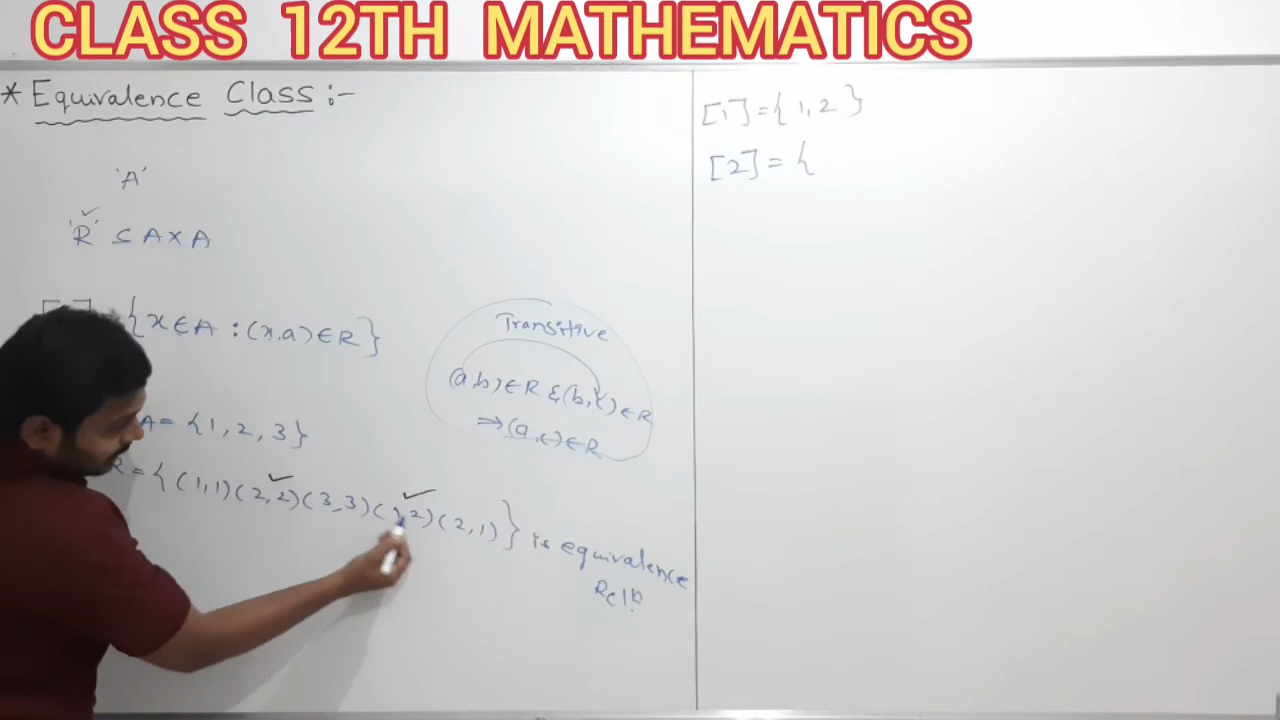 CLASS 12TH MATHEMATICS
* Equivalence Class :-
'A'
'R' ⊆ A×A
{x∈A : (x,a)∈R}
A = {1, 2, 3}
R = { (1,1) (2,2) (3,3) (1,2) (2,1) } is equivalence
Transitive
(a,b)∈R & (b,c)∈R
⇒ (a,c)∈R
[1] = { 1, 2 }
[2] = {